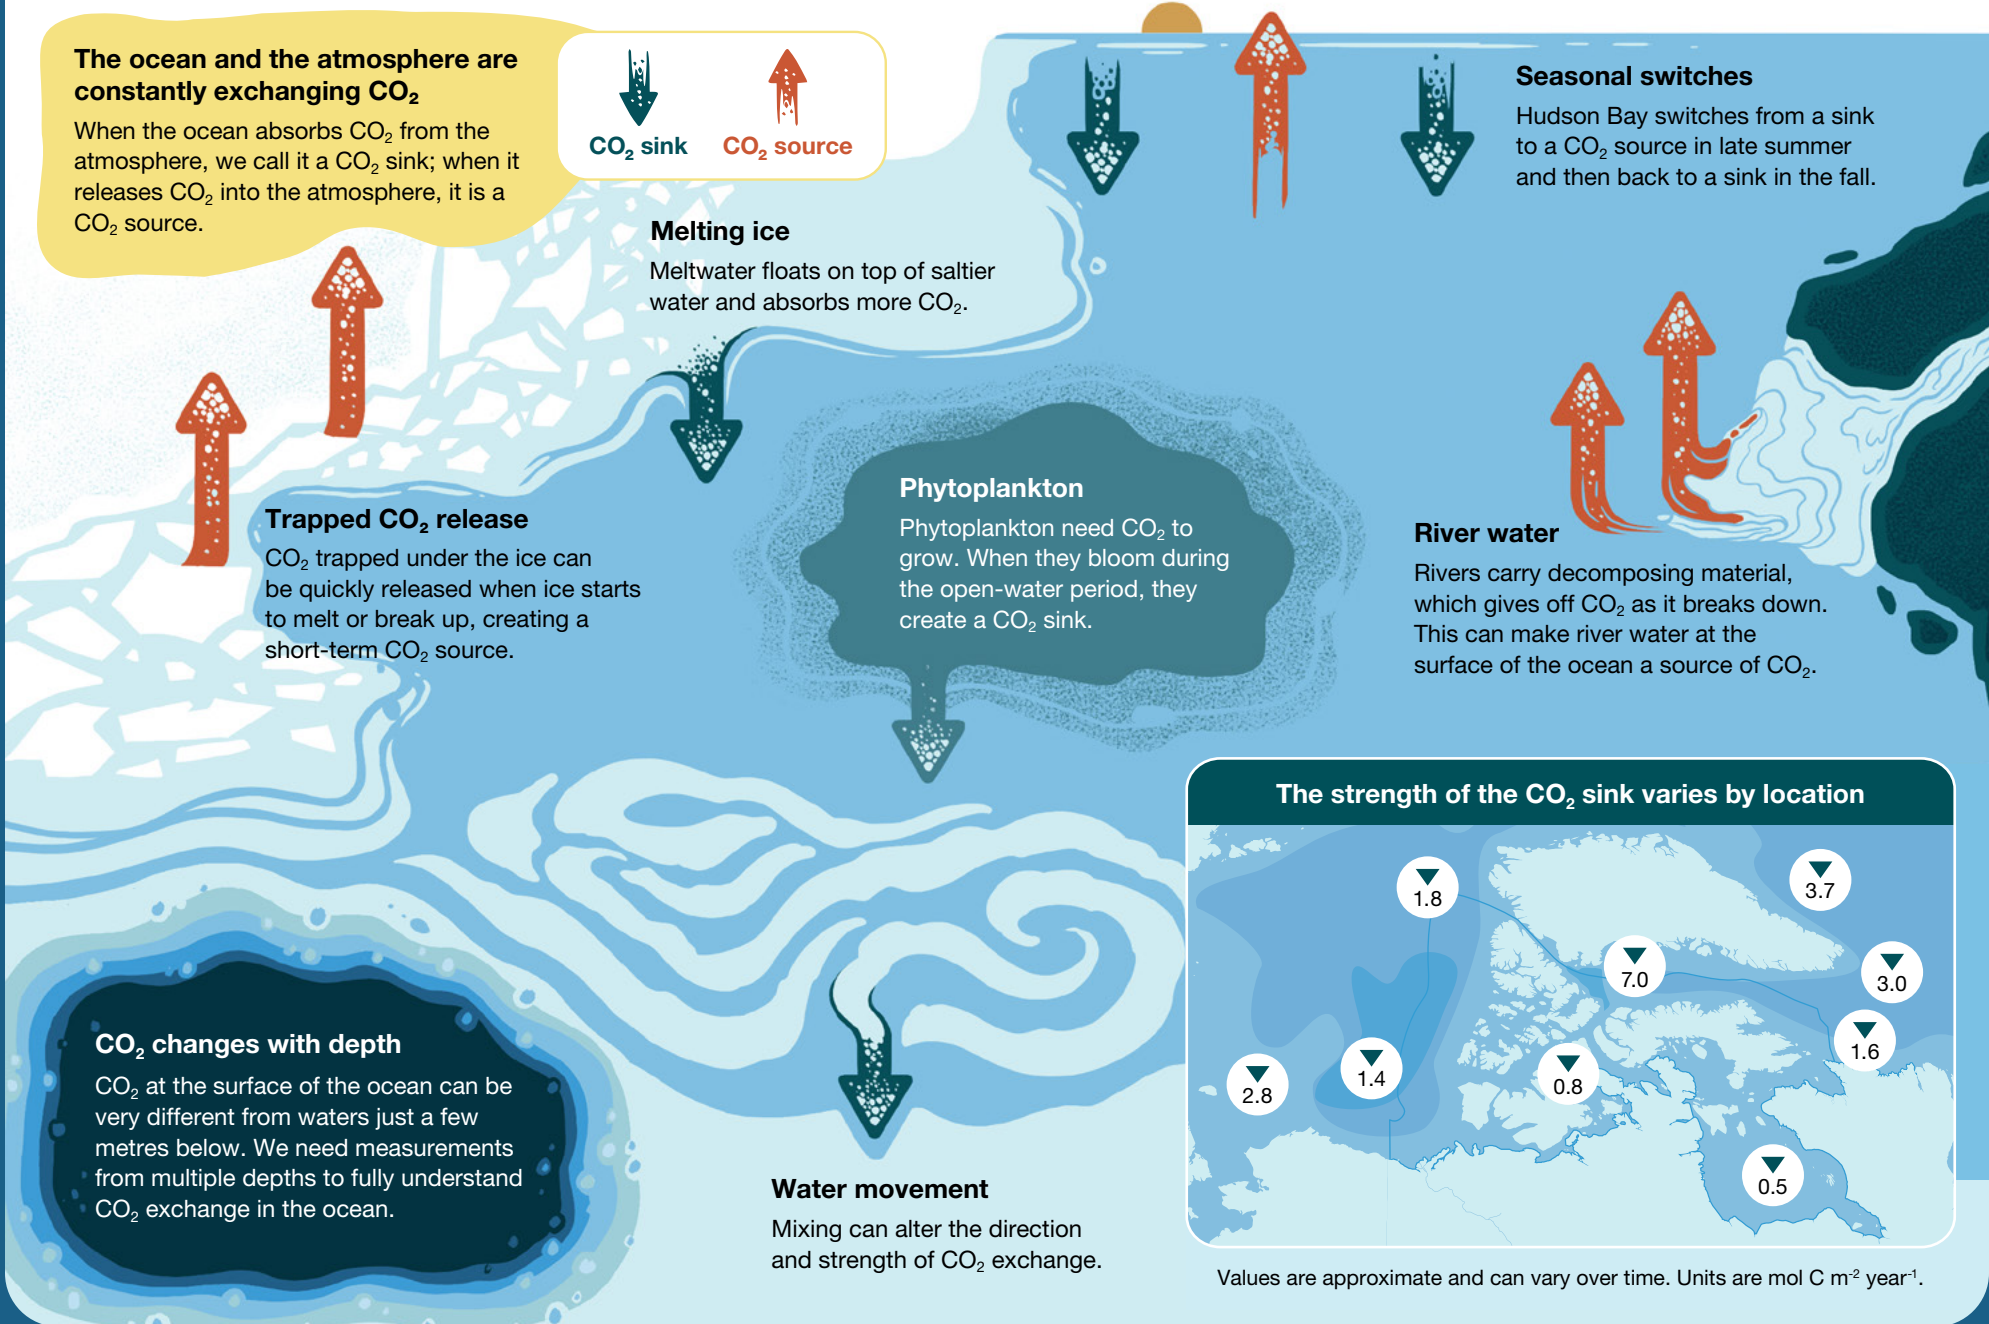 The ocean and the atmosphere are
constantly exchanging CO₂
When the ocean absorbs CO₂ from the
atmosphere, we call it a CO₂ sink; when it
releases CO₂ into the atmosphere, it is a
CO₂ source.
CO₂ sink
CO₂ source
Seasonal switches
Hudson Bay switches from a sink
to a CO₂ source in late summer
and then back to a sink in the fall.
Melting ice
Meltwater floats on top of saltier
water and absorbs more CO₂.
Trapped CO₂ release
CO₂ trapped under the ice can
be quickly released when ice starts
to melt or break up, creating a
short-term CO₂ source.
Phytoplankton
Phytoplankton need CO₂ to
grow. When they bloom during
the open-water period, they
create a CO₂ sink.
River water
Rivers carry decomposing material,
which gives off CO₂ as it breaks down.
This can make river water at the
surface of the ocean a source of CO₂.
CO₂ changes with depth
CO₂ at the surface of the ocean can be
very different from waters just a few
metres below. We need measurements
from multiple depths to fully understand
CO₂ exchange in the ocean.
Water movement
Mixing can alter the direction
and strength of CO₂ exchange.
The strength of the CO₂ sink varies by location
1.8
3.7
7.0
3.0
1.6
1.4
0.8
2.8
0.5
Values are approximate and can vary over time. Units are mol C m⁻² year⁻¹.